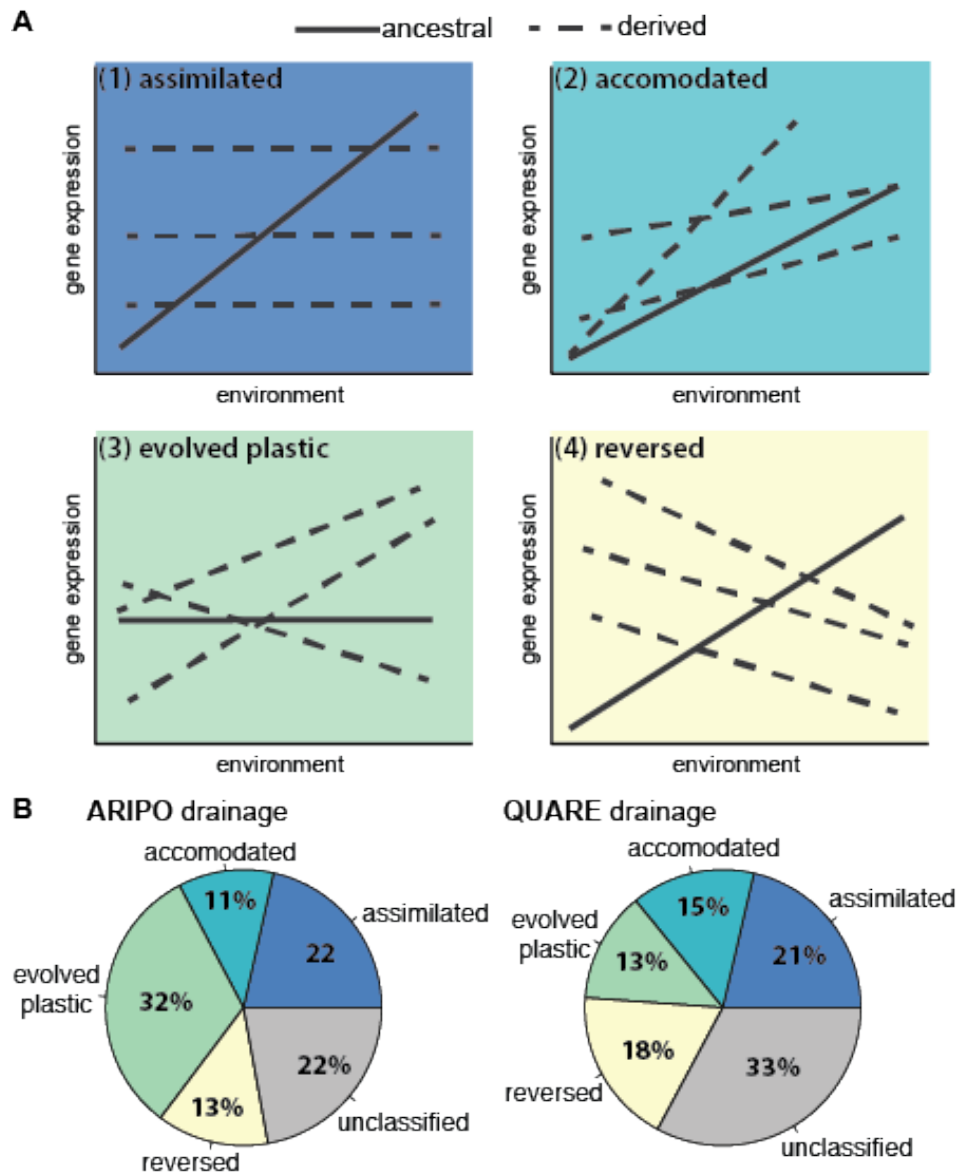 A
ancestral derived
(1) assimilated
gene expression
environment
(2) accomodated
gene expression
environment
(3) evolved plastic
gene expression
environment
(4) reversed
gene expression
environment
B ARIPO drainage
accomodated
11%
assimilated
22
evolved
plastic
32%
22%
unclassified
13%
reversed
QUARE drainage
accomodated
15%
assimilated
21%
evolved
plastic
13%
18%
reversed
33%
unclassified